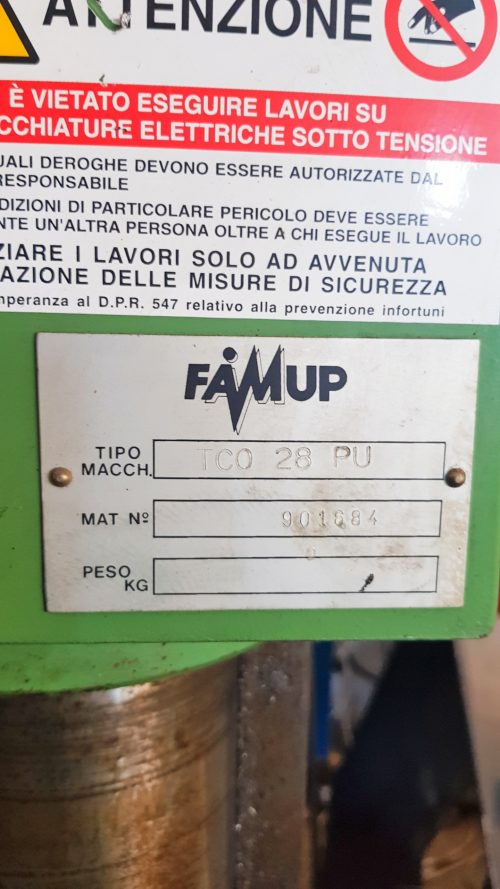 ATTENZIONE
È VIETATO ESEGUIRE LAVORI SU
CCHIATURE ELETTRICHE SOTTO TENSIONE
UALI DEROGHE DEVONO ESSERE AUTORIZZATE DAL
RESPONSABILE
DIZIONI DI PARTICOLARE PERICOLO DEVE ESSERE
NTE UN'ALTRA PERSONA OLTRE A CHI ESEGUE IL LAVORO
ZIARE I LAVORI SOLO AD AVVENUTA
AZIONE DELLE MISURE DI SICUREZZA
mperanza al D.P.R. 547 relativo alla prevenzione infortuni
FAMUP
TIPO MACCH. TCO 28 PU
MAT Nº 901684
PESO KG